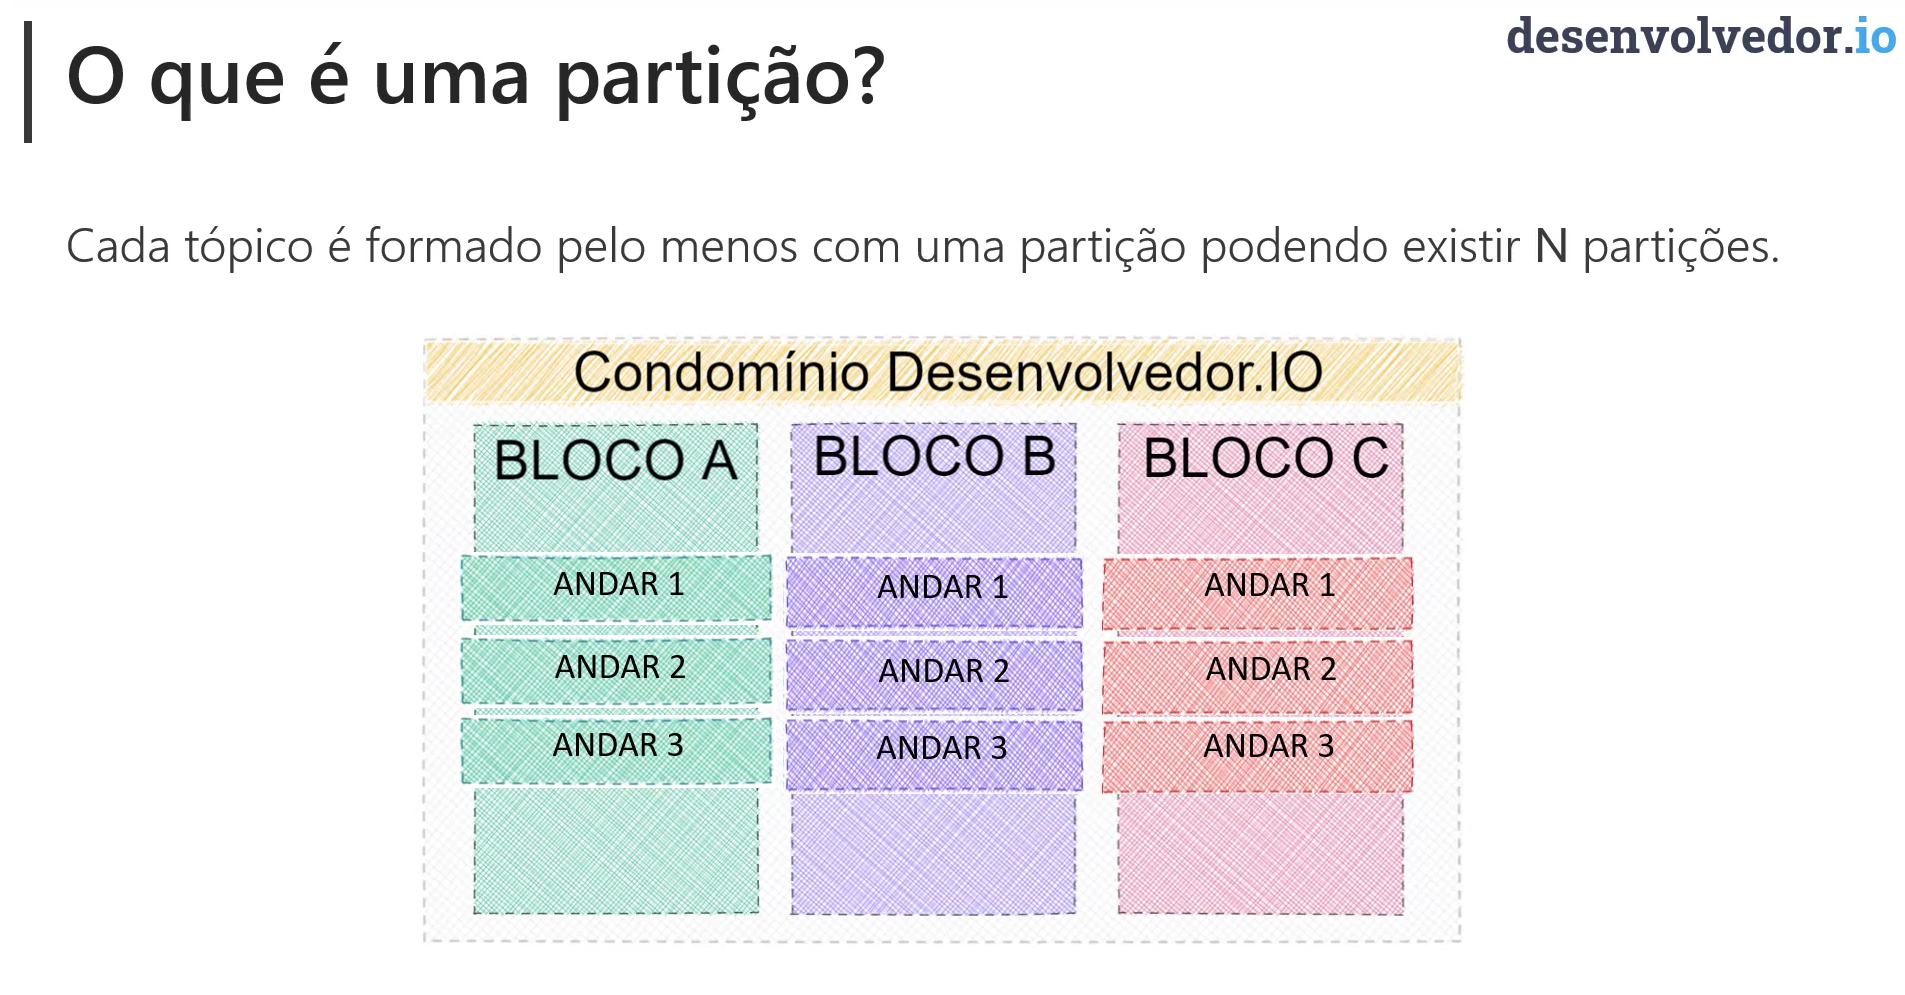 desenvolvedor.io
O que é uma partição?
Cada tópico é formado pelo menos com uma partição podendo existir N partições.
Condomínio Desenvolvedor.IO
BLOCO A
ANDAR 1
ANDAR 2
ANDAR 3
BLOCO B
ANDAR 1
ANDAR 2
ANDAR 3
BLOCO C
ANDAR 1
ANDAR 2
ANDAR 3